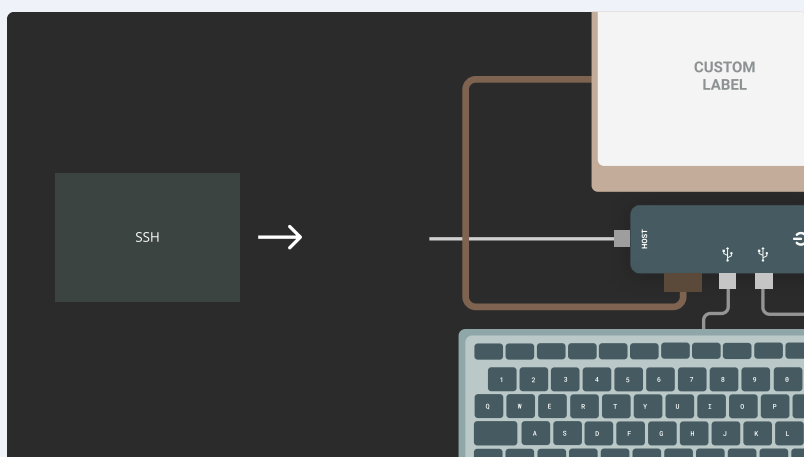 CUSTOM
LABEL
SSH
HOST
1 2 3 4 5 6 7 8 9 0
Q W E R T Y U I O P
A S D F G H J K L